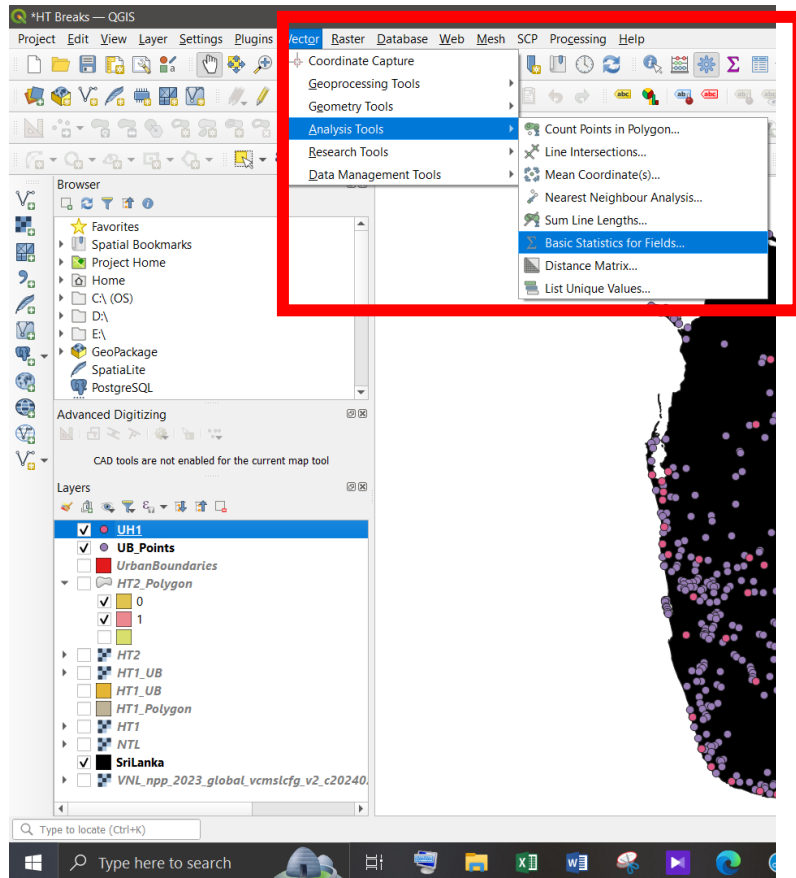 *HT Breaks — QGIS
Project Edit View Layer Settings Plugins Vector Raster Database Web Mesh SCP Processing Help
Coordinate Capture
Geoprocessing Tools
Geometry Tools
Analysis Tools
Research Tools
Data Management Tools
Count Points in Polygon...
Line Intersections...
Mean Coordinate(s)...
Nearest Neighbour Analysis...
Sum Line Lengths...
Basic Statistics for Fields...
Distance Matrix...
List Unique Values...
abc
abc
abc
Browser
Favorites
Spatial Bookmarks
Project Home
Home
C:\ (OS)
D:\
E:\
GeoPackage
SpatiaLite
PostgreSQL
Advanced Digitizing
CAD tools are not enabled for the current map tool
Layers
UH1
UB_Points
UrbanBoundaries
HT2_Polygon
0
1
HT2
HT1_UB
HT1_UB
HT1_Polygon
HT1
NTL
SriLanka
VNL_npp_2023_global_vcmslcfg_v2_c20240
Type to locate (Ctrl+K)
Type here to search